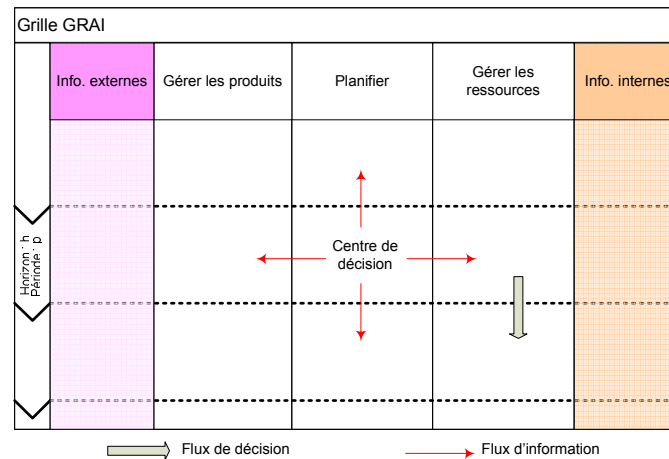 Grille GRAI
Info. externes
Gérer les produits
Planifier
Gérer les
ressources
Info. internes
Horizon : h
Période : p
Centre de
décision
Flux de décision
Flux d'information